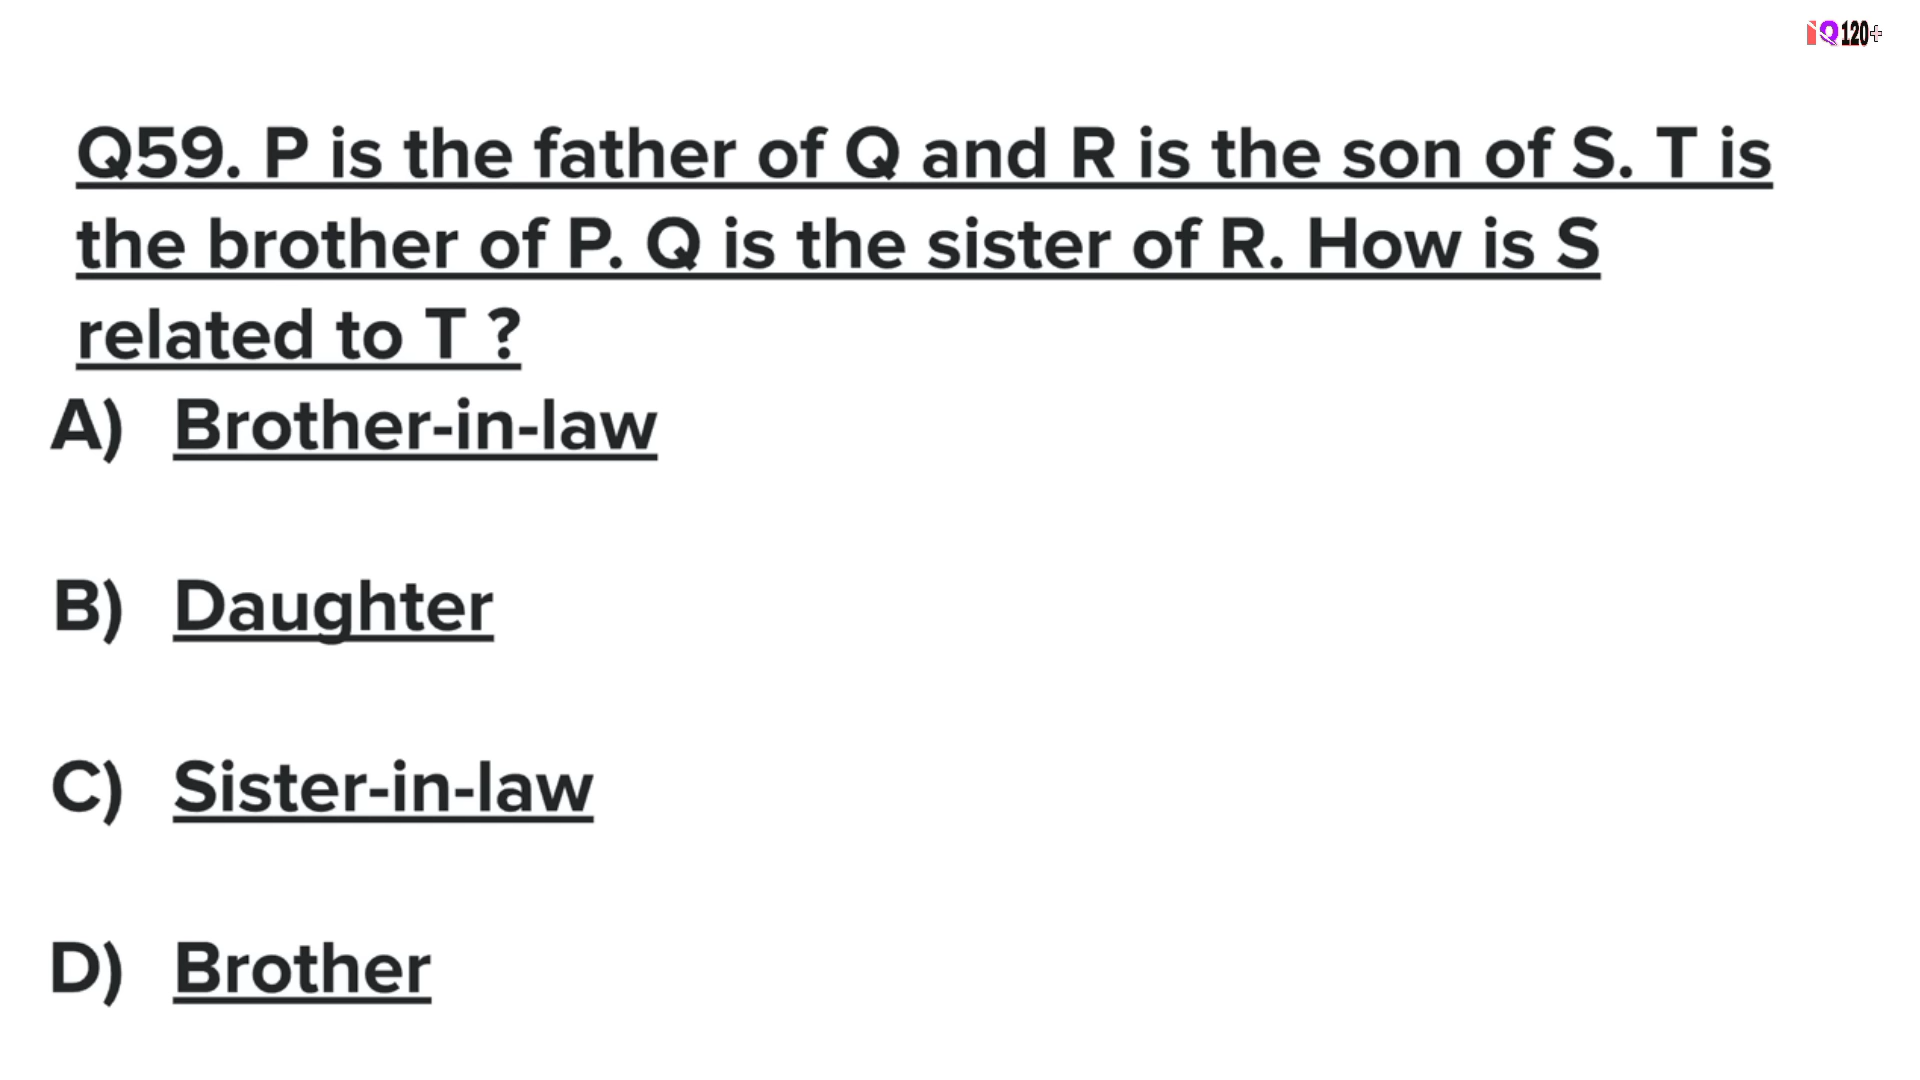 iQ120+
Q59. P is the father of Q and R is the son of S. T is
the brother of P. Q is the sister of R. How is S
related to T ?
A) Brother-in-law
B) Daughter
C) Sister-in-law
D) Brother